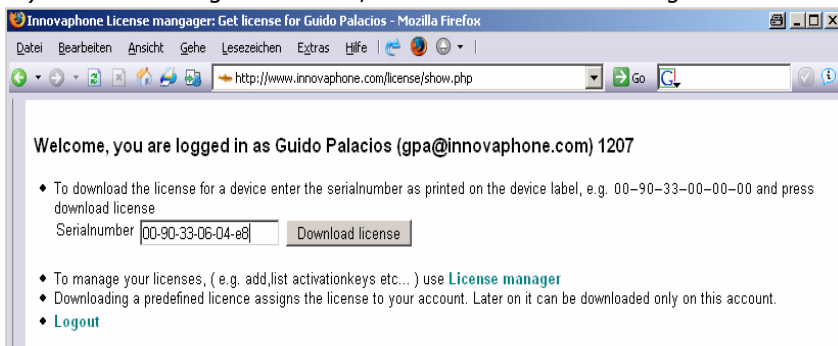 Innovaphone License mangager: Get license for Guido Palacios - Mozilla Firefox
Datei Bearbeiten Ansicht Gehe Lesezeichen Extras Hilfe
http://www.innovaphone.com/license/show.php Go
Welcome, you are logged in as Guido Palacios (gpa@innovaphone.com) 1207
To download the license for a device enter the serialnumber as printed on the device label, e.g. 00-90-33-00-00-00 and press
download license
Serialnumber 00-90-33-06-04-e8 Download license
To manage your licenses, ( e.g. add,list activationkeys etc... ) use License manager
Downloading a predefined licence assigns the license to your account. Later on it can be downloaded only on this account.
Logout